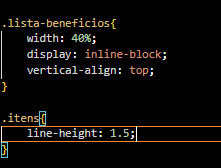 .lista-beneficios{
    width: 40%;
    display: inline-block;
    vertical-align: top;
}
.itens{
    line-height: 1.5;
}